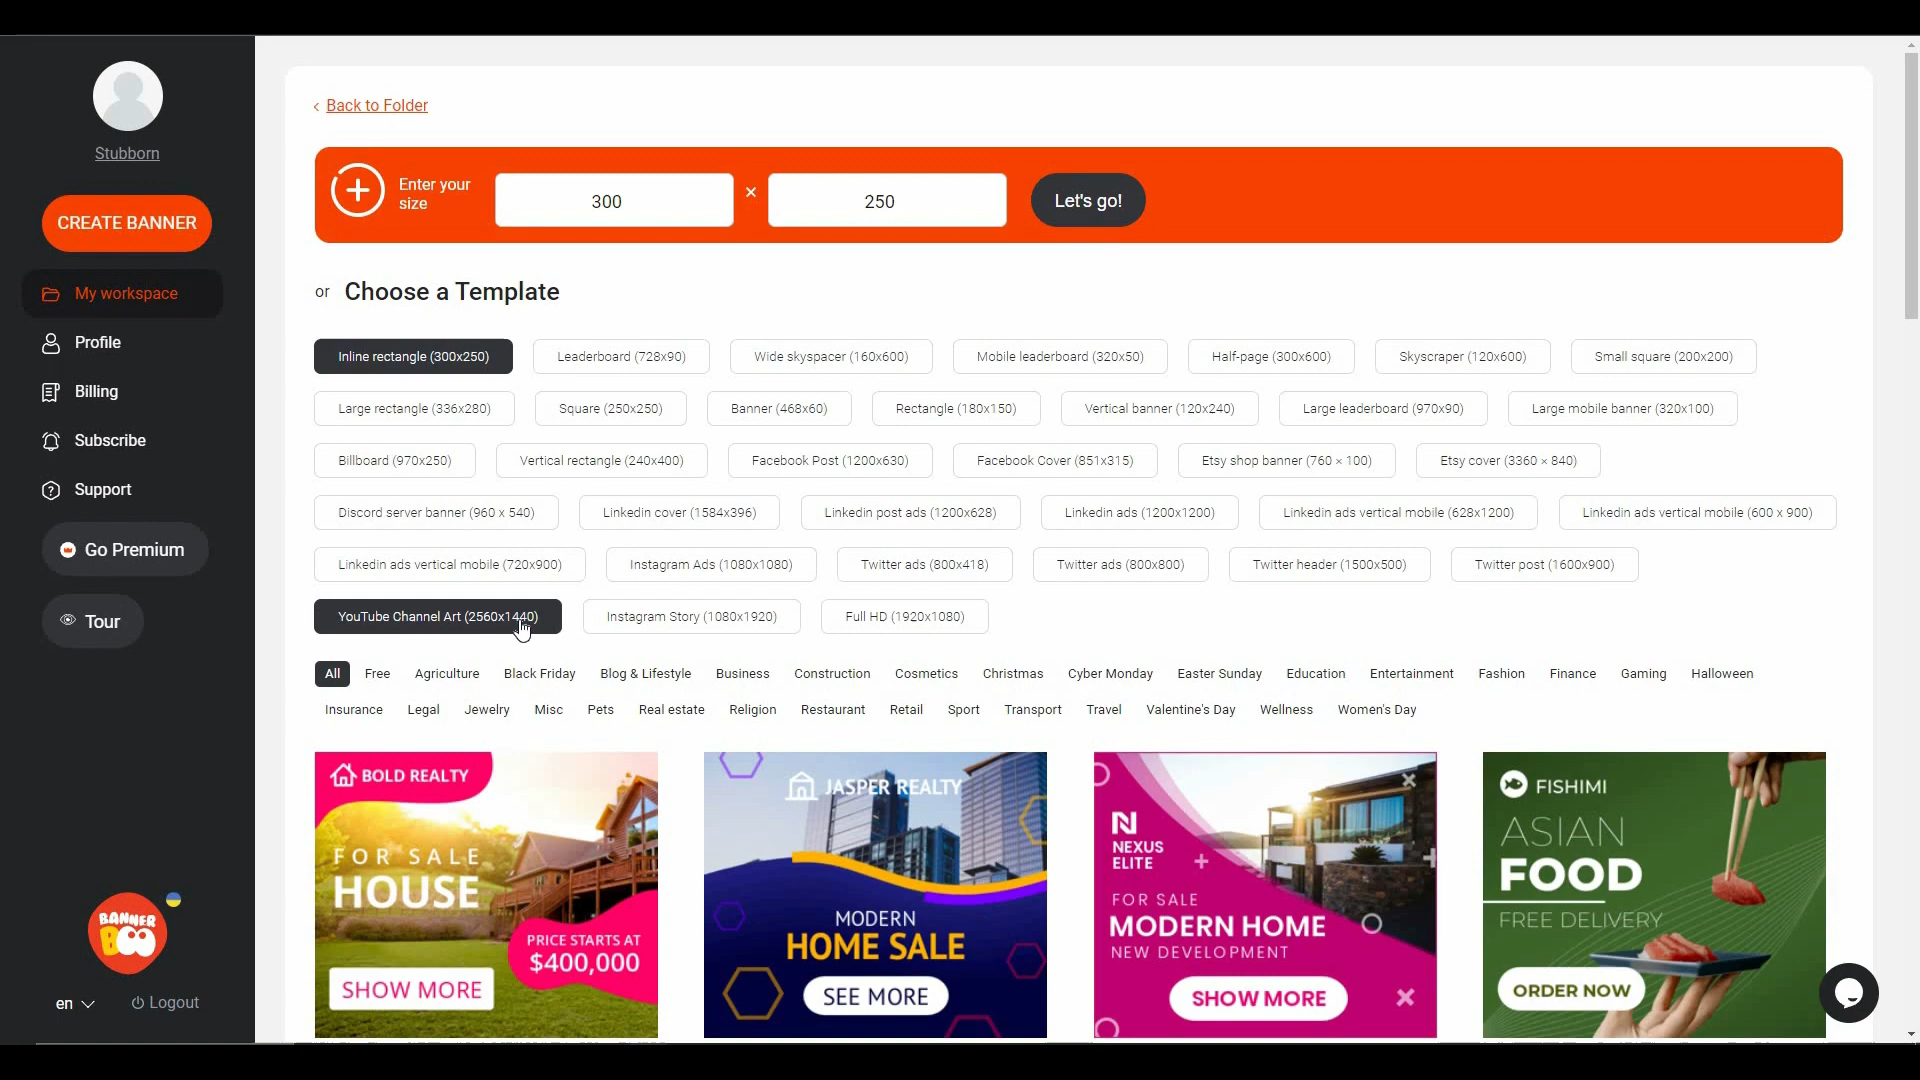 Stubborn
CREATE BANNER
My workspace
Profile
Billing
Subscribe
Support
Go Premium
Tour
BANNER
BOO
en
Logout
< Back to Folder
Enter your
size
300 × 250
Let's go!
or Choose a Template
Inline rectangle (300x250) Leaderboard (728x90) Wide skyspacer (160x600) Mobile leaderboard (320x50) Half-page (300x600) Skyscraper (120x600) Small square (200x200)
Large rectangle (336x280) Square (250x250) Banner (468x60) Rectangle (180x150) Vertical banner (120x240) Large leaderboard (970x90) Large mobile banner (320x100)
Billboard (970x250) Vertical rectangle (240x400) Facebook Post (1200x630) Facebook Cover (851x315) Etsy shop banner (760 × 100) Etsy cover (3360 × 840)
Discord server banner (960 x 540) Linkedin cover (1584x396) Linkedin post ads (1200x628) Linkedin ads (1200x1200) Linkedin ads vertical mobile (628x1200) Linkedin ads vertical mobile (600 x 900)
Linkedin ads vertical mobile (720x900) Instagram Ads (1080x1080) Twitter ads (800x418) Twitter ads (800x800) Twitter header (1500x500) Twitter post (1600x900)
YouTube Channel Art (2560x1440) Instagram Story (1080x1920) Full HD (1920x1080)
All Free Agriculture Black Friday Blog & Lifestyle Business Construction Cosmetics Christmas Cyber Monday Easter Sunday Education Entertainment Fashion Finance Gaming Halloween
Insurance Legal Jewelry Misc Pets Real estate Religion Restaurant Retail Sport Transport Travel Valentine's Day Wellness Women's Day
BOLD REALTY
FOR SALE
HOUSE
PRICE STARTS AT
$400,000
SHOW MORE
JASPER REALTY
MODERN
HOME SALE
SEE MORE
NEXUS
ELITE
FOR SALE
MODERN HOME
NEW DEVELOPMENT
SHOW MORE
FISHIMI
ASIAN
FOOD
FREE DELIVERY
ORDER NOW